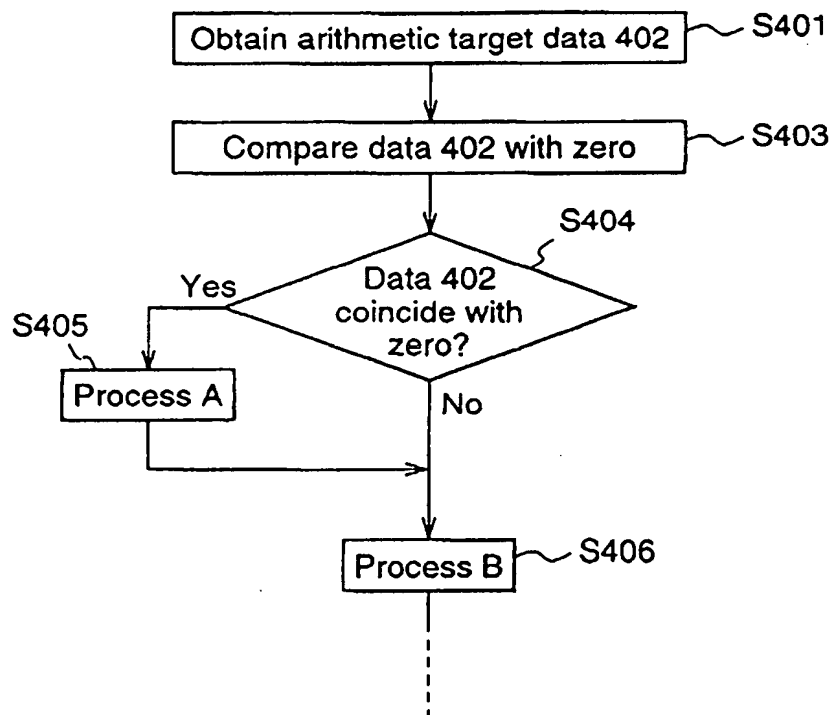 Obtain arithmetic target data 402
S401
Compare data 402 with zero
S403
S404
Data 402
coincide with
zero?
Yes
S405
Process A
No
Process B
S406